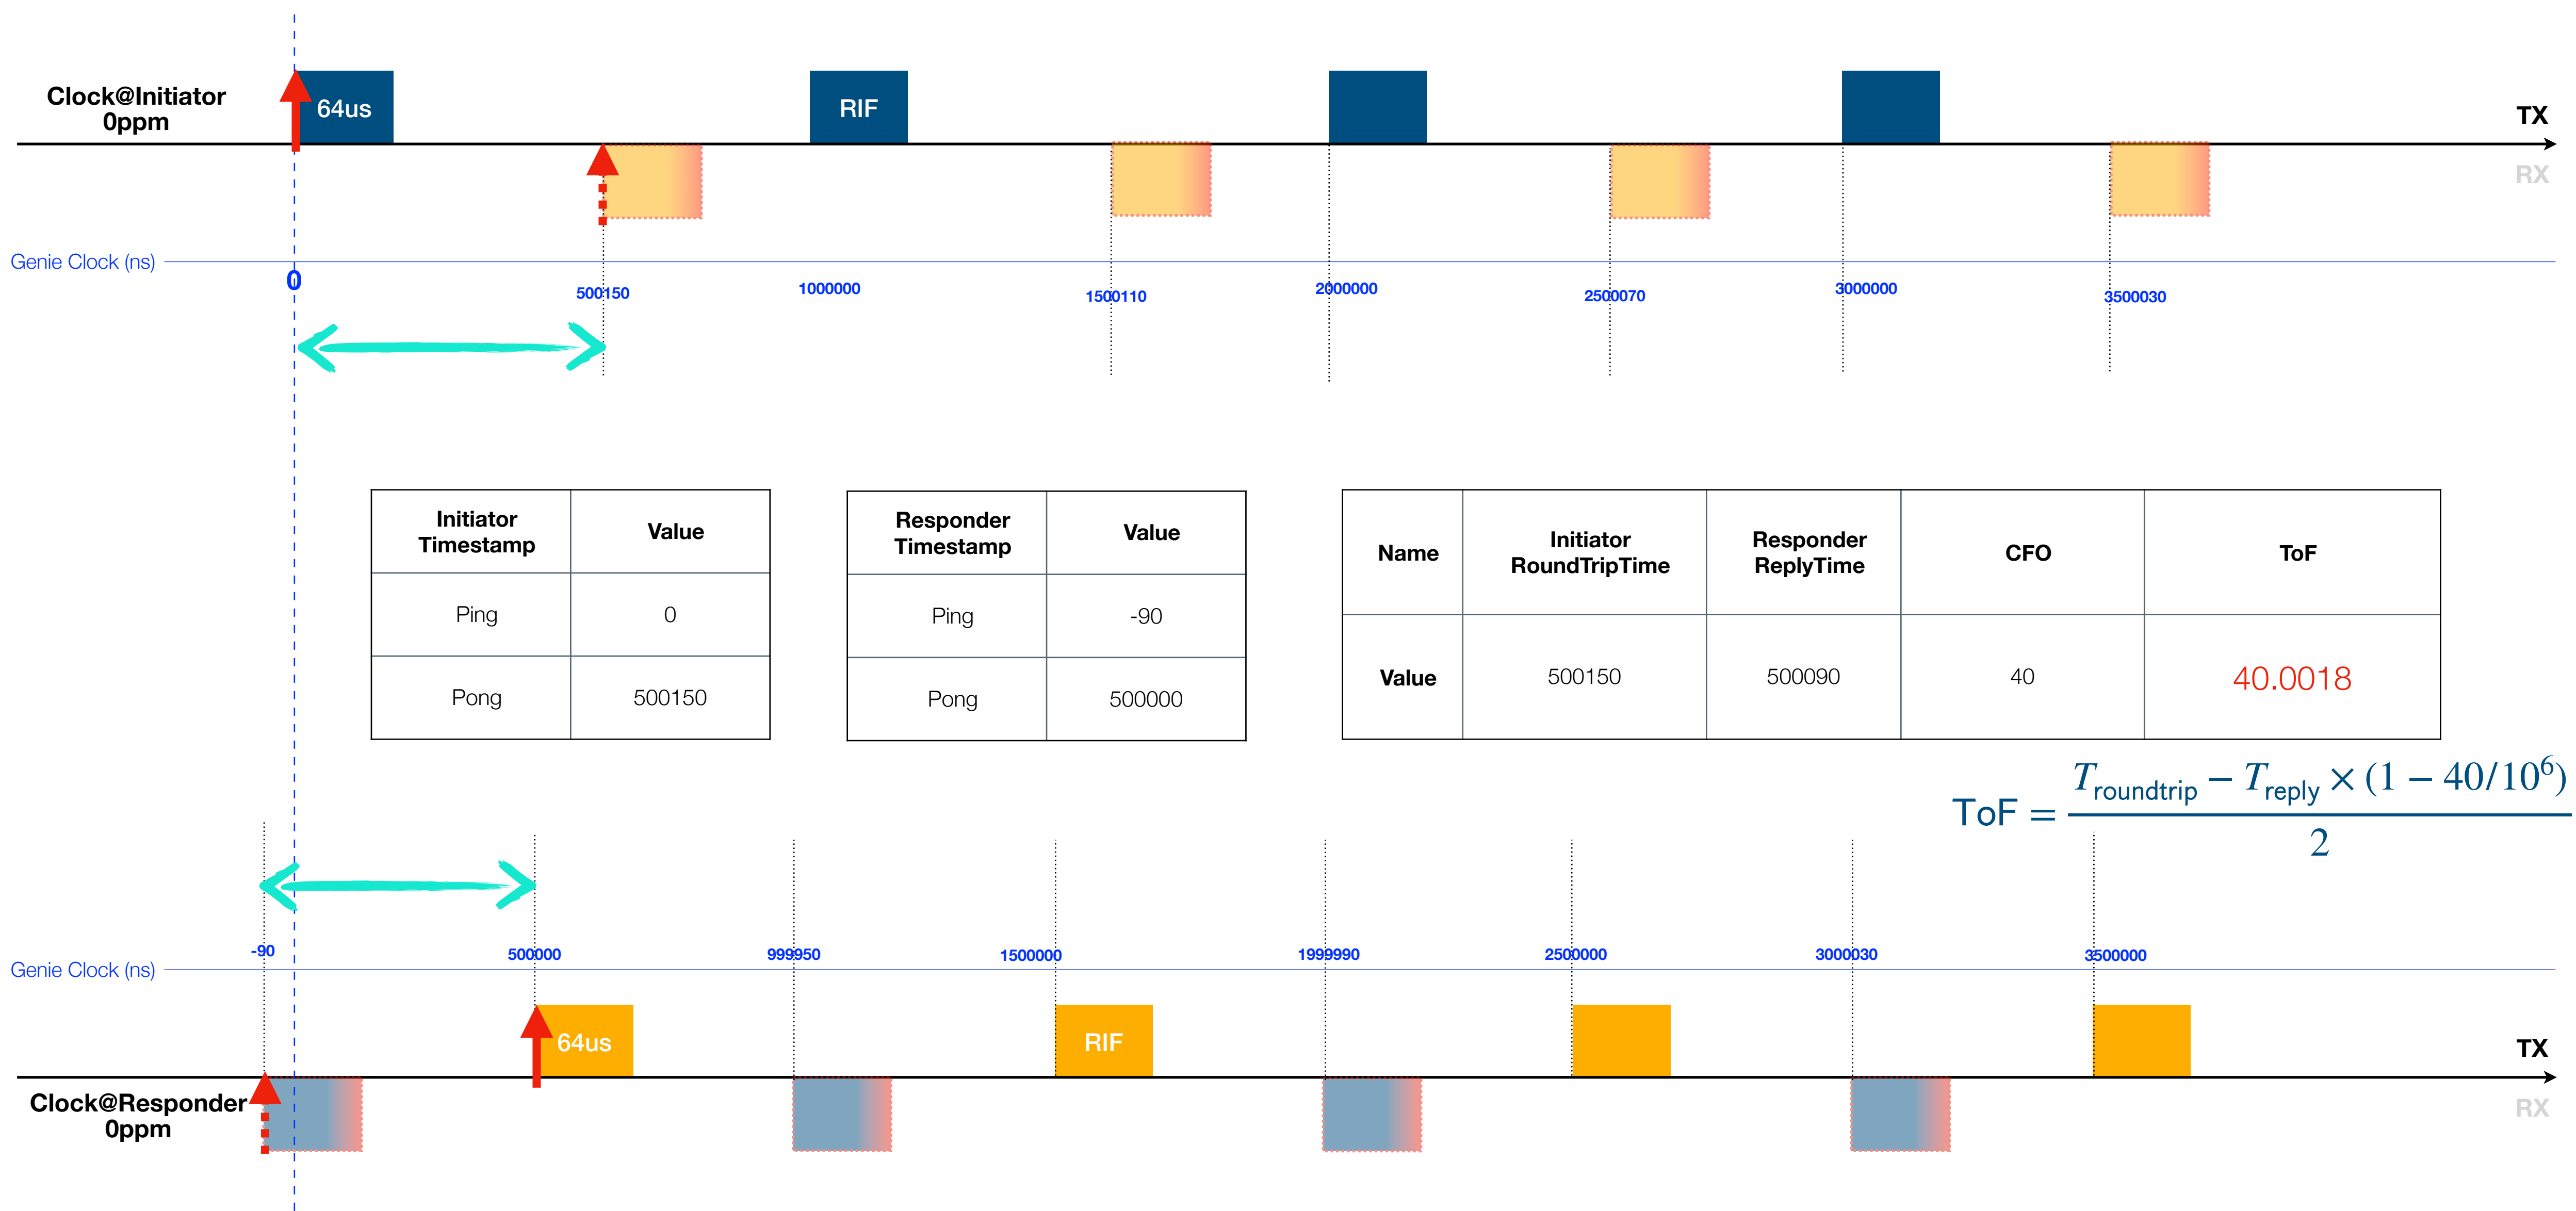 Clock@Initiator
0ppm
64us
RIF
TX
RX
Genie Clock (ns)
0
500150
1000000
1500110
2000000
2500070
3000000
3500030
Initiator Timestamp Value
Ping 0
Pong 500150
Responder Timestamp Value
Ping -90
Pong 500000
Name Initiator RoundTripTime Responder ReplyTime CFO ToF
Value 500150 500090 40 40.0018
ToF = (T_roundtrip − T_reply × (1 − 40/10⁶)) / 2
-90
500000
999950
1500000
1999990
2500000
3000030
3500000
Genie Clock (ns)
64us
RIF
TX
Clock@Responder
0ppm
RX